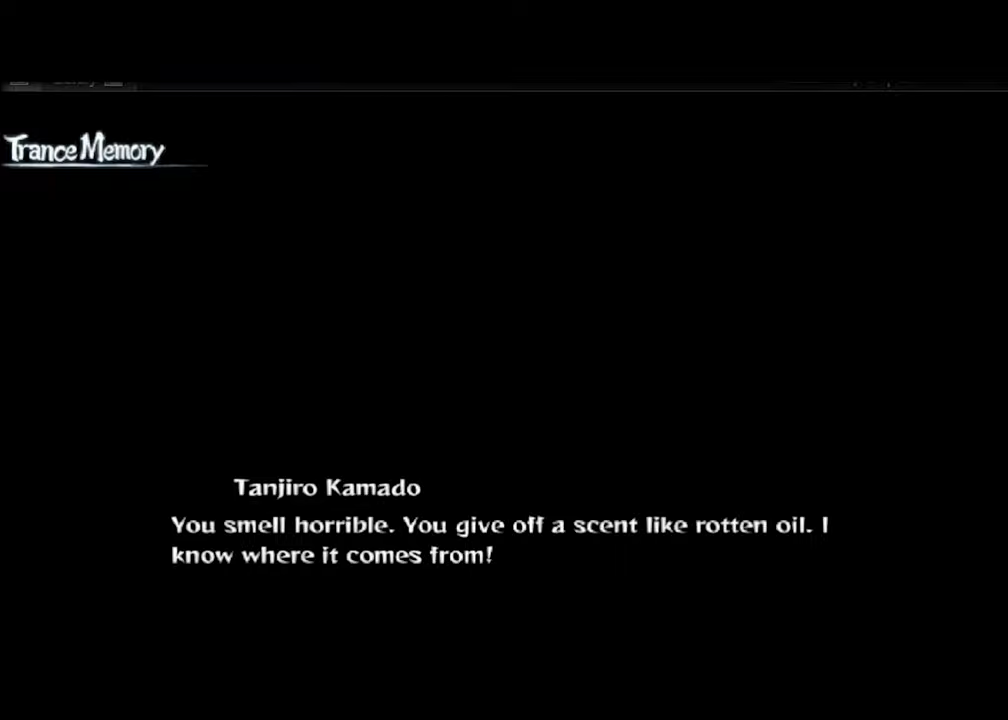 Trance Memory
Tanjiro Kamado
You smell horrible. You give off a scent like rotten oil. I
know where it comes from!